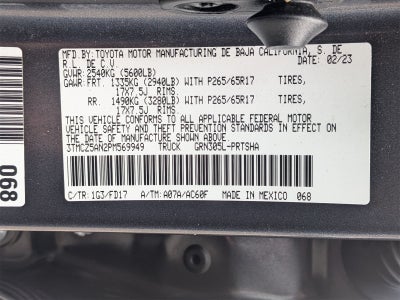 MFD BY:TOYOTA MOTOR MANUFACTURING DE BAJA CALIFORNIA, S. DE
R.L. DE C.V. DATE: 02/23
GVWR: 2540KG (5600LB)
GAWR:FRT. 1335KG (2940LB) WITH P265/65R17 TIRES,
17X7.5J RIMS.
RR. 1490KG (3280LB) WITH P265/65R17 TIRES,
17X7.5J RIMS.
THIS VEHICLE CONFORMS TO ALL APPLICABLE FEDERAL MOTOR
VEHICLE SAFETY AND THEFT PREVENTION STANDARDS IN EFFECT ON
THE DATE OF MANUFACTURE SHOWN ABOVE.
3TMCZ5AN2PM569949 TRUCK GRN305L-PRTSHA
C/TR: 1G3/FD17 A/TM: A07A/AC60F MADE IN MEXICO 068
068